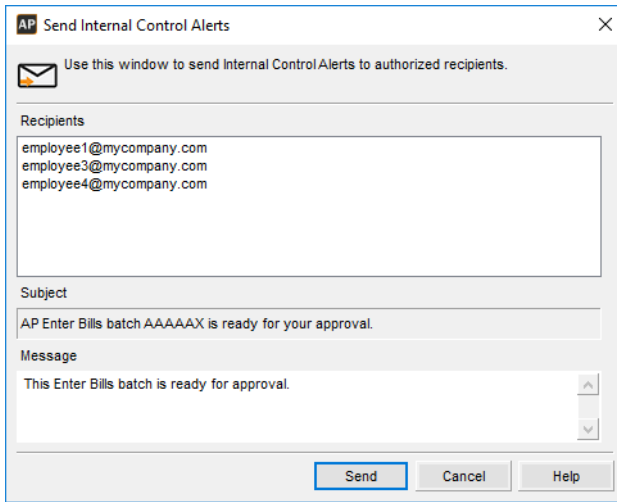 AP Send Internal Control Alerts
Use this window to send Internal Control Alerts to authorized recipients.
Recipients
employee1@mycompany.com
employee3@mycompany.com
employee4@mycompany.com
Subject
AP Enter Bills batch AAAAAX is ready for your approval.
Message
This Enter Bills batch is ready for approval.
Send Cancel Help